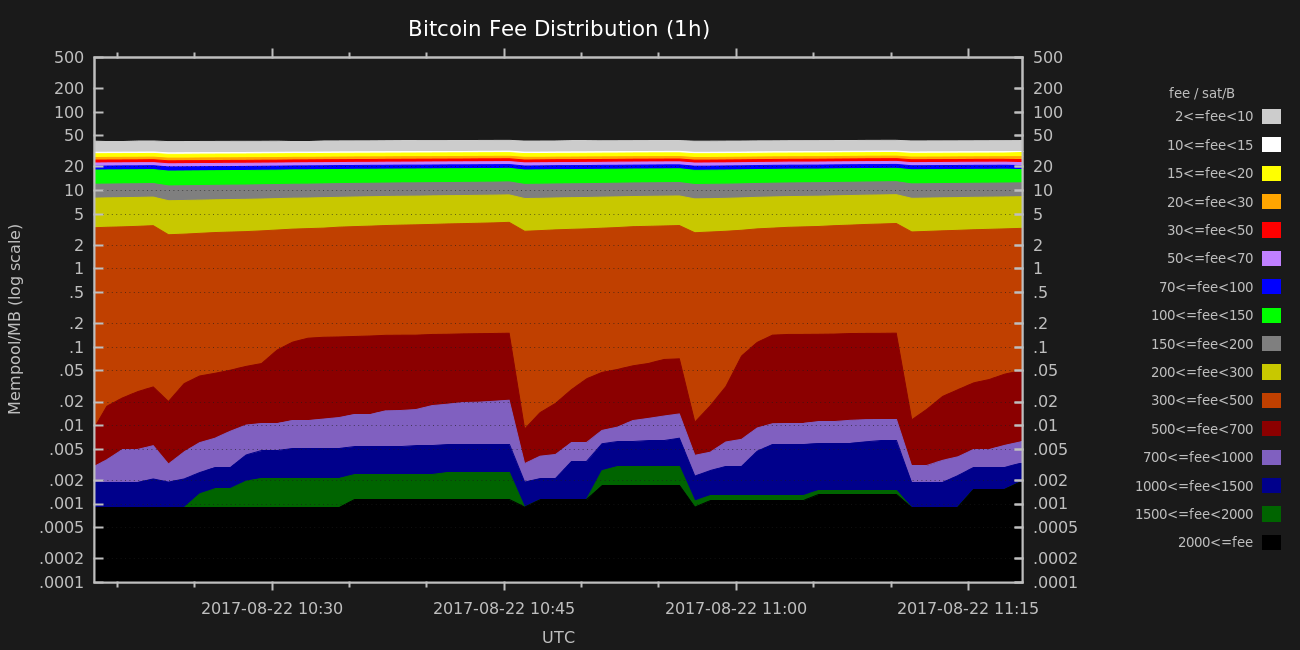 Bitcoin Fee Distribution (1h)
Mempool/MB (log scale)
500
200
100
50
20
10
5
2
1
.5
.2
.1
.05
.02
.01
.005
.002
.001
.0005
.0002
.0001
500
200
100
50
20
10
5
2
1
.5
.2
.1
.05
.02
.01
.005
.002
.001
.0005
.0002
.0001
fee / sat/B
2<=fee<10
10<=fee<15
15<=fee<20
20<=fee<30
30<=fee<50
50<=fee<70
70<=fee<100
100<=fee<150
150<=fee<200
200<=fee<300
300<=fee<500
500<=fee<700
700<=fee<1000
1000<=fee<1500
1500<=fee<2000
2000<=fee
2017-08-22 10:30
2017-08-22 10:45
2017-08-22 11:00
2017-08-22 11:15
UTC